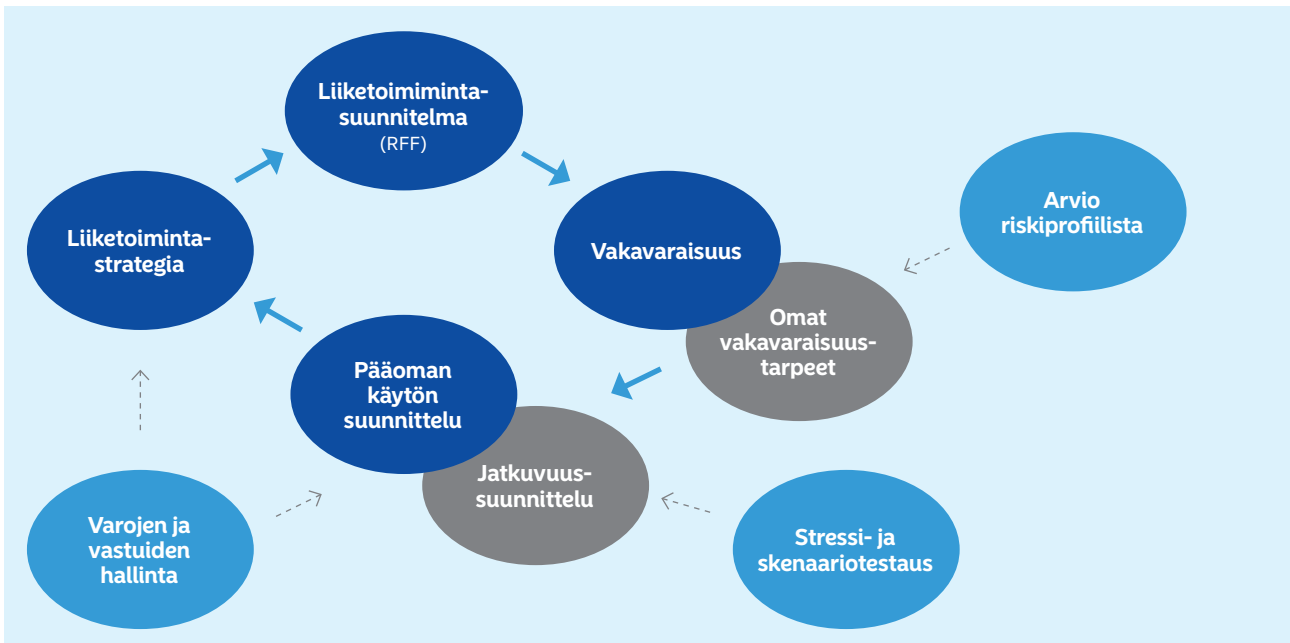 Liiketoimiminta-
suunnitelma
(RFF)
Arvio
riskiprofiilista
Liiketoiminta-
strategia
Vakavaraisuus
Omat
vakavaraisuus-
tarpeet
Pääoman
käytön
suunnittelu
Jatkuvuus-
suunnittelu
Varojen ja
vastuiden
hallinta
Stressi- ja
skenaariotestaus